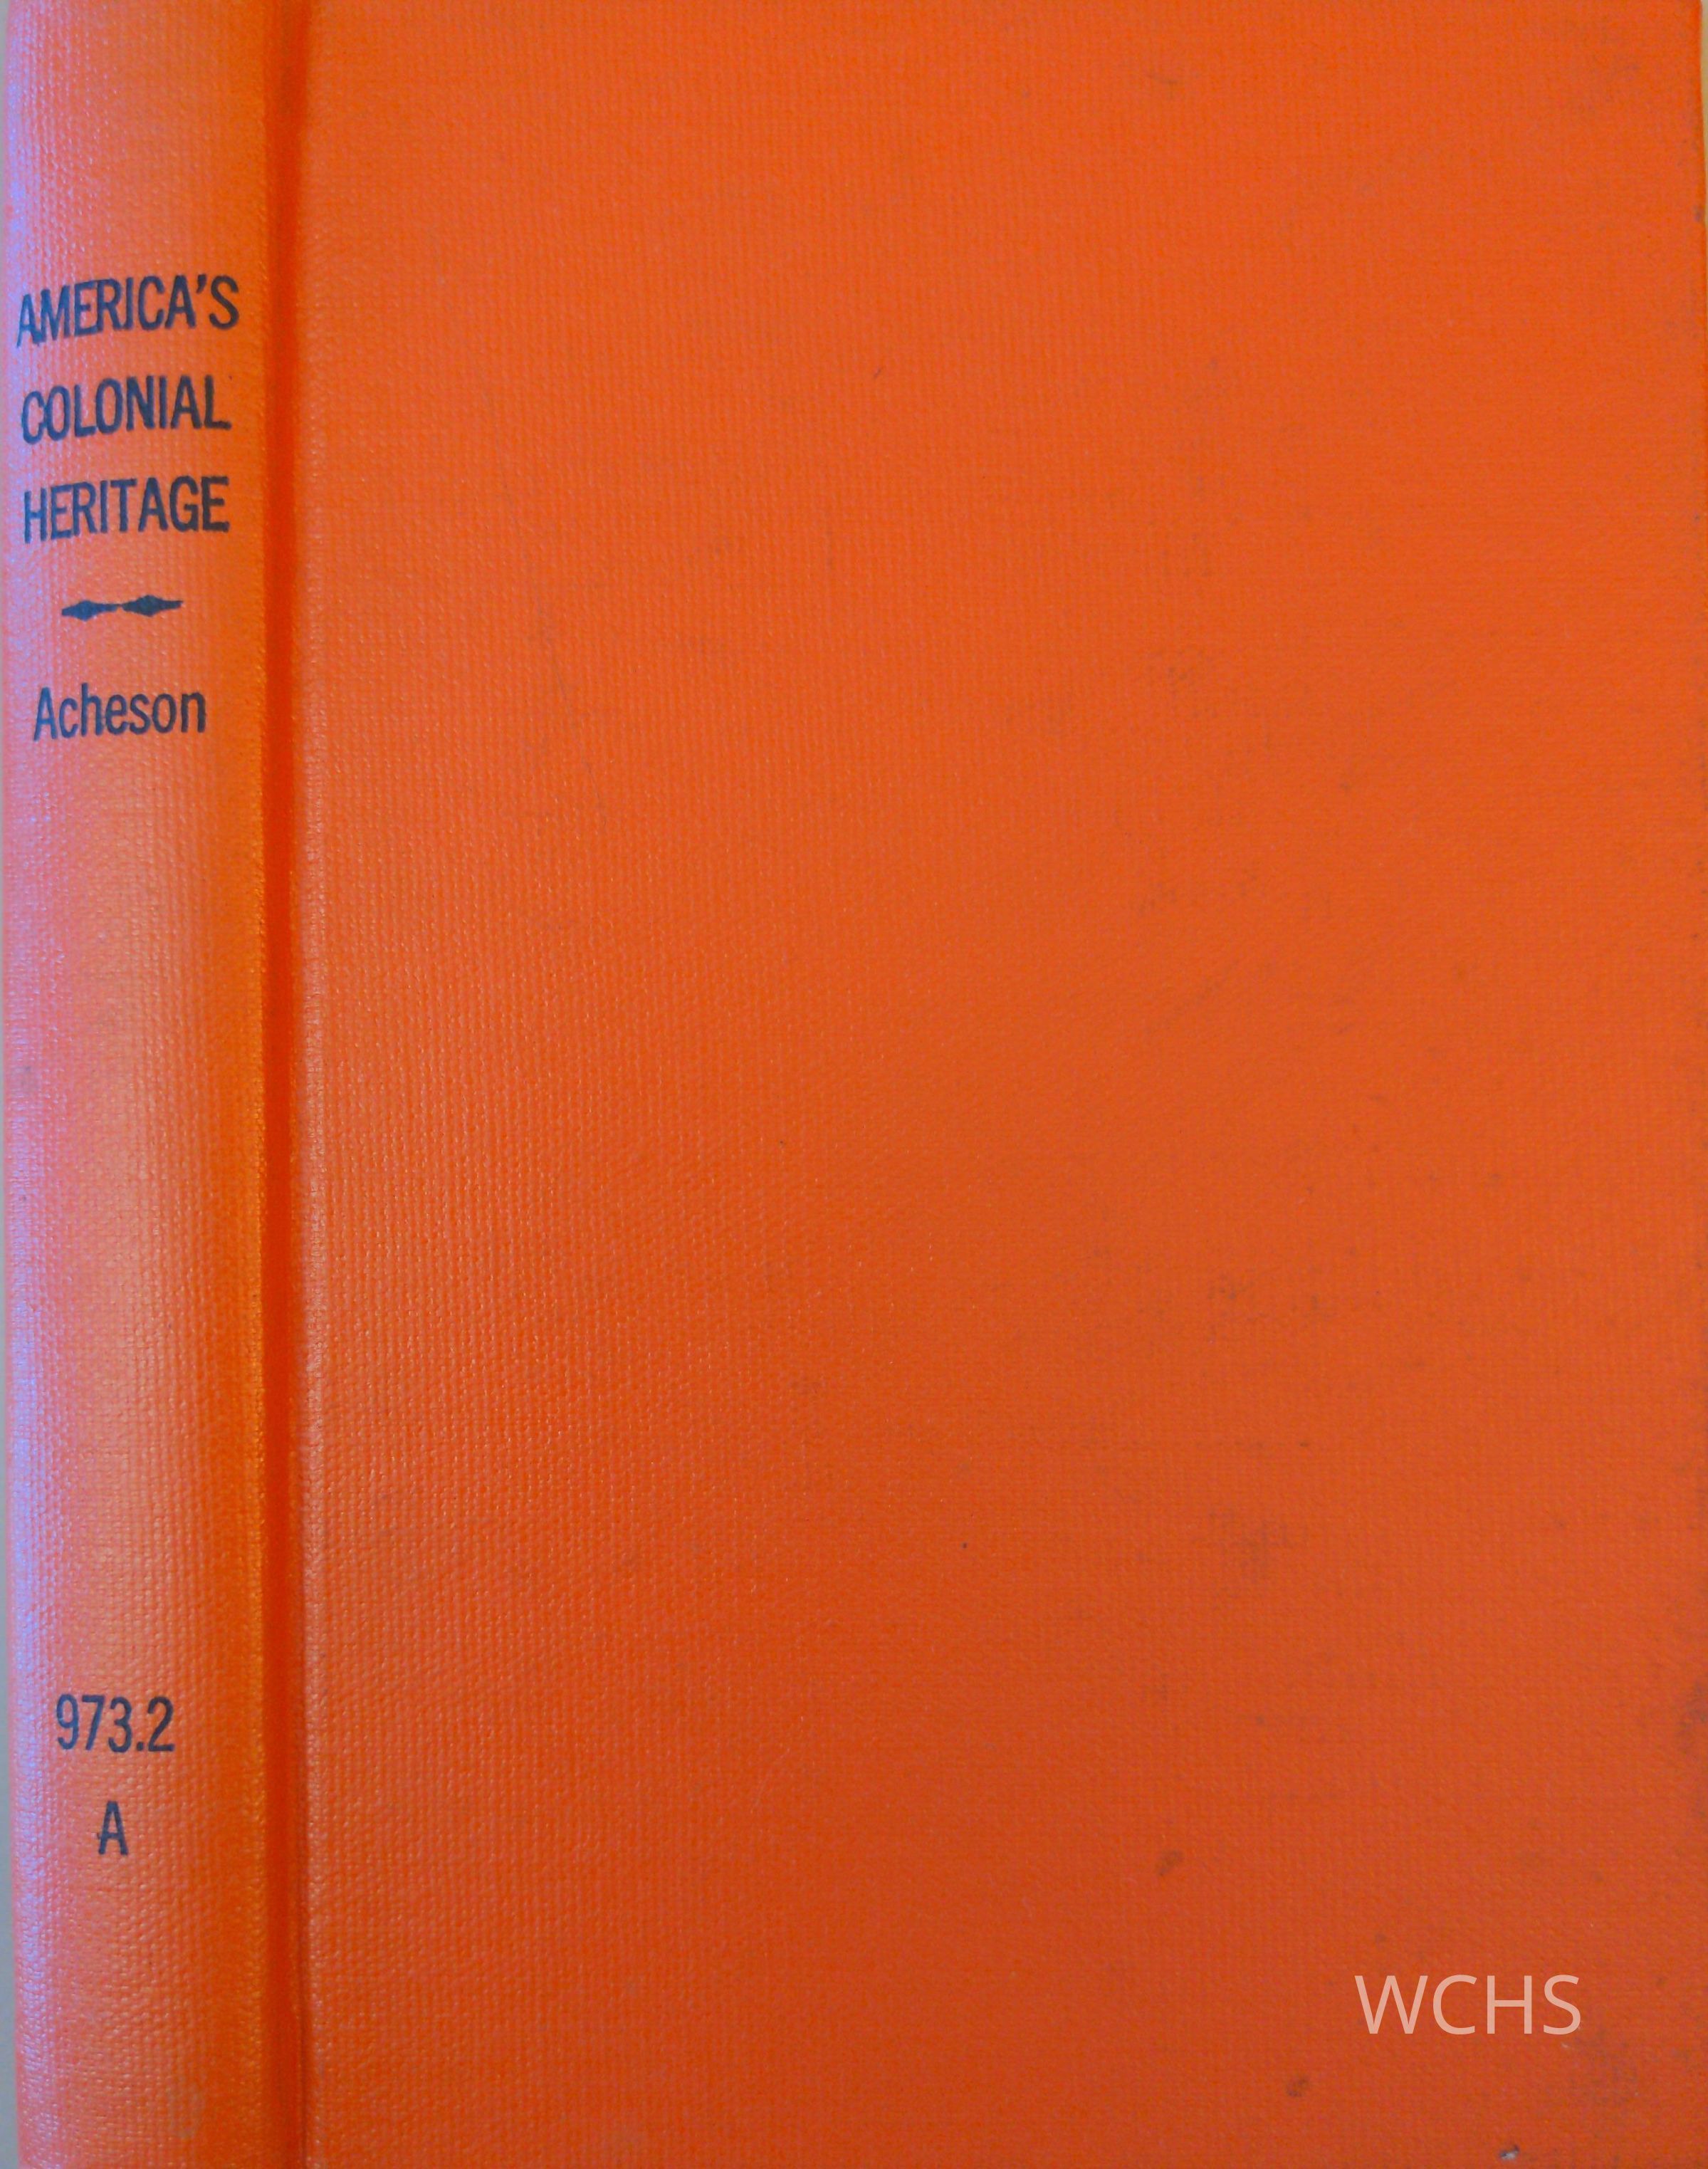 AMERICA'S
COLONIAL
HERITAGE
Acheson
973.2
A
WCHS